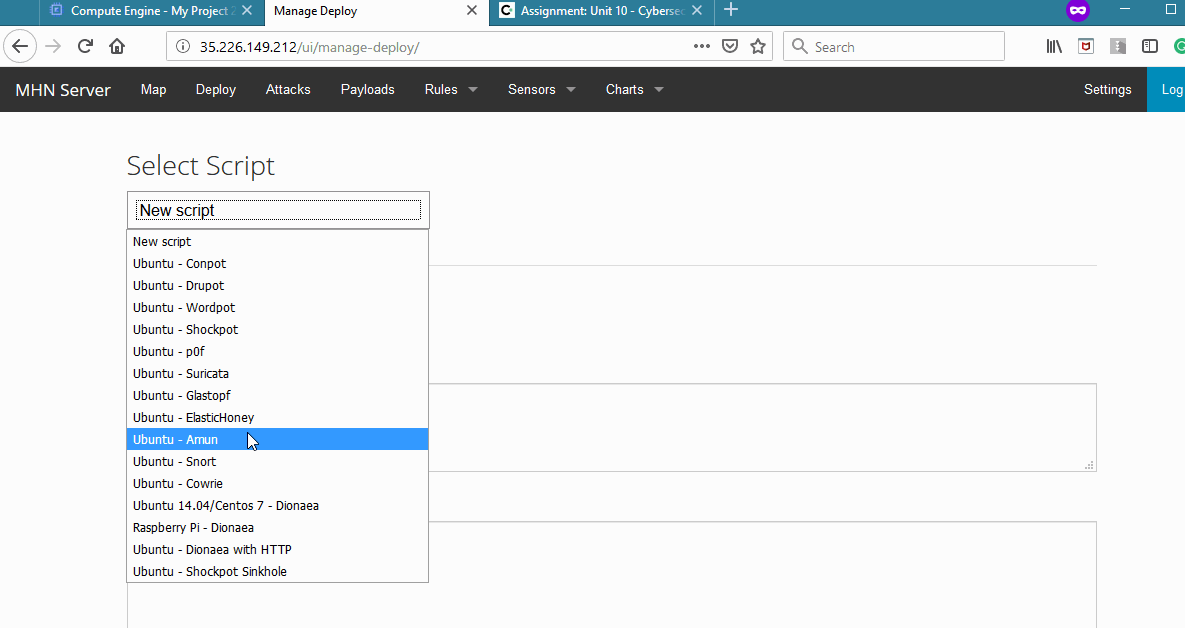 Compute Engine - My Project 2
Manage Deploy
Assignment: Unit 10 - Cybersec
35.226.149.212/ui/manage-deploy/
Search
MHN Server
Map
Deploy
Attacks
Payloads
Rules
Sensors
Charts
Settings
Log
Select Script
New script
New script
Ubuntu - Conpot
Ubuntu - Drupot
Ubuntu - Wordpot
Ubuntu - Shockpot
Ubuntu - p0f
Ubuntu - Suricata
Ubuntu - Glastopf
Ubuntu - ElasticHoney
Ubuntu - Amun
Ubuntu - Snort
Ubuntu - Cowrie
Ubuntu 14.04/Centos 7 - Dionaea
Raspberry Pi - Dionaea
Ubuntu - Dionaea with HTTP
Ubuntu - Shockpot Sinkhole